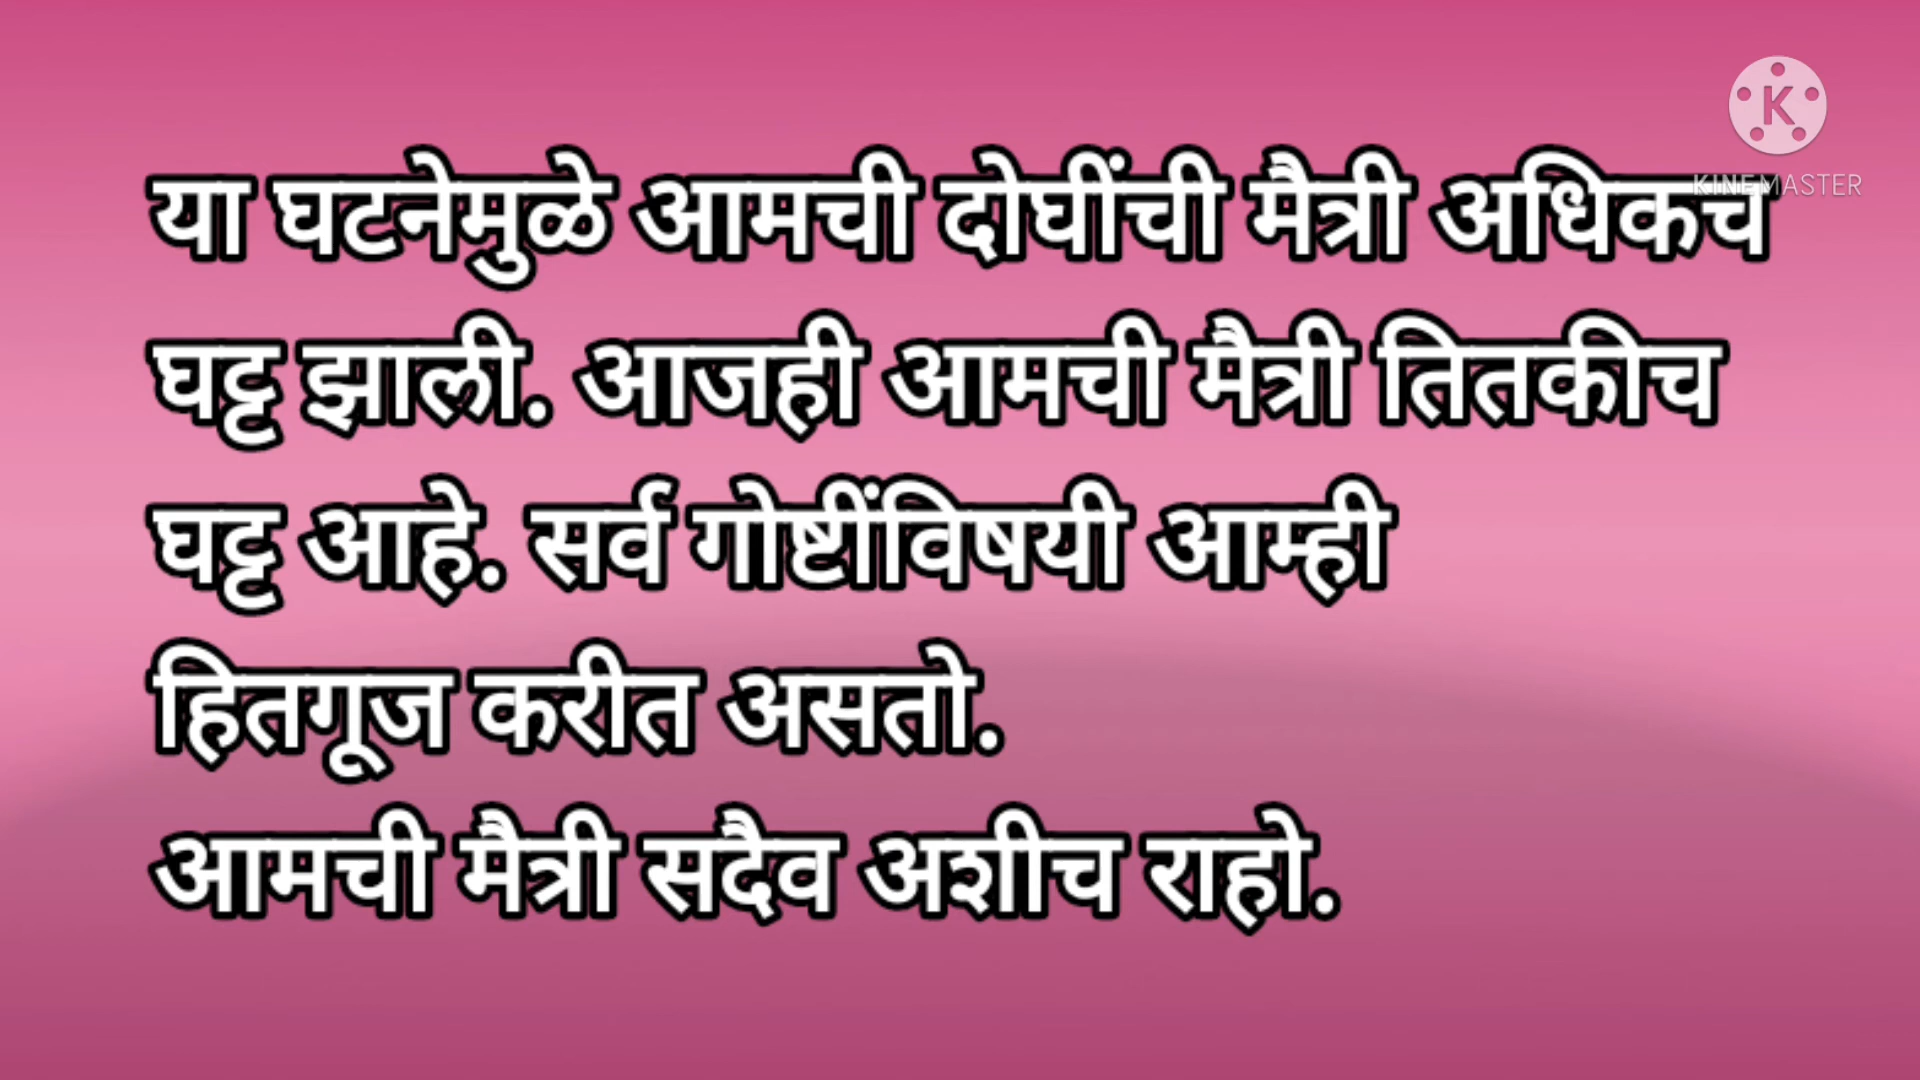 K
KINEMASTER
या घटनेमुळे आमची दोघींची मैत्री अधिकच
घट्ट झाली. आजही आमची मैत्री तितकीच
घट्ट आहे. सर्व गोष्टींविषयी आम्ही
हितगूज करीत असतो.
आमची मैत्री सदैव अशीच राहो.